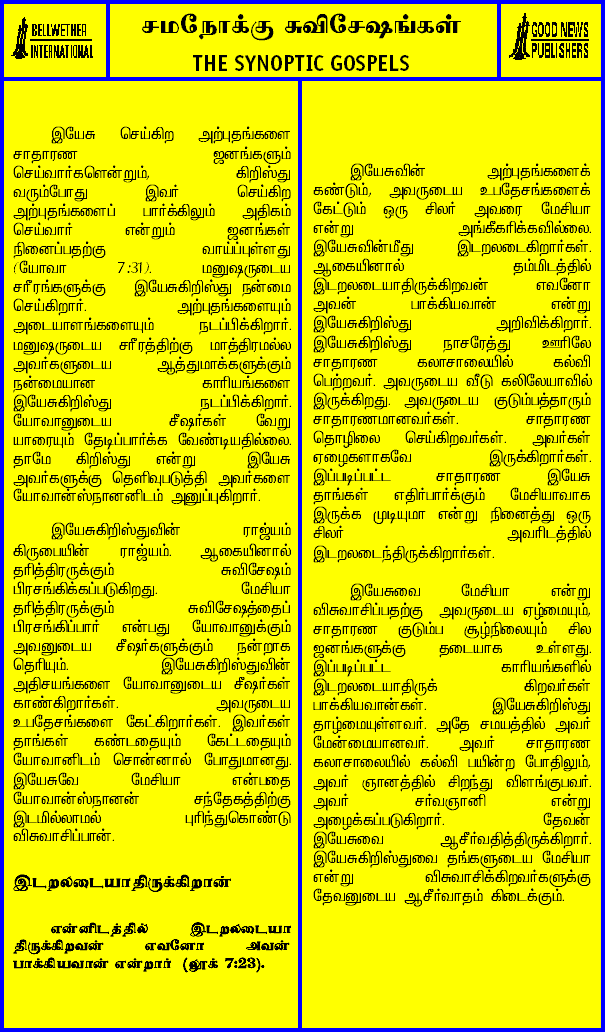 BELLWETHER
INTERNATIONAL
சமநோக்கு சுவிசேஷங்கள்
THE SYNOPTIC GOSPELS
GOOD NEWS
PUBLISHERS
இயேசு செய்கிற அற்புதங்களை
சாதாரண ஜனங்களும்
செய்வார்களென்றும், கிறிஸ்து
வரும்போது இவர் செய்கிற
அற்புதங்களைப் பார்க்கிலும் அதிகம்
செய்வார் என்றும் ஜனங்கள்
நினைப்பதற்கு வாய்ப்புள்ளது
(யோவா 7:31). மனுஷருடைய
சரீரங்களுக்கு இயேசுகிறிஸ்து நன்மை
செய்கிறார். அற்புதங்களையும்
அடையாளங்களையும் நடப்பிக்கிறார்.
மனுஷருடைய சரீரத்திற்கு மாத்திரமல்ல
அவர்களுடைய ஆத்துமாக்களுக்கும்
நன்மையான காரியங்களை
இயேசுகிறிஸ்து நடப்பிக்கிறார்.
யோவானுடைய சீஷர்கள் வேறு
யாரையும் தேடிப்பார்க்க வேண்டியதில்லை.
தாமே கிறிஸ்து என்று இயேசு
அவர்களுக்கு தெளிவுபடுத்தி அவர்களை
யோவான்ஸ்நானனிடம் அனுப்புகிறார்.
இயேசுகிறிஸ்துவின் ராஜ்யம்
கிருபையின் ராஜ்யம். ஆகையினால்
தரித்திரருக்கும் சுவிசேஷம்
பிரசங்கிக்கப்படுகிறது. மேசியா
தரித்திரருக்கும் சுவிசேஷத்தைப்
பிரசங்கிப்பார் என்பது யோவானுக்கும்
அவனுடைய சீஷர்களுக்கும் நன்றாக
தெரியும். இயேசுகிறிஸ்துவின்
அதிசயங்களை யோவானுடைய சீஷர்கள்
காண்கிறார்கள். அவருடைய
உபதேசங்களை கேட்கிறார்கள். இவர்கள்
தாங்கள் கண்டதையும் கேட்டதையும்
யோவானிடம் சொன்னால் போதுமானது.
இயேசுவே மேசியா என்பதை
யோவான்ஸ்நானன் சந்தேகத்திற்கு
இடமில்லாமல் புரிந்துகொண்டு
விசுவாசிப்பான்.
இடறலடையாதிருக்கிறான்
என்னிடத்தில் இடறலடையா
திருக்கிறவன் எவனோ அவன்
பாக்கியவான் என்றார் (லூக் 7:23).
இயேசுவின் அற்புதங்களைக்
கண்டும், அவருடைய உபதேசங்களைக்
கேட்டும் ஒரு சிலர் அவரை மேசியா
என்று அங்கீகரிக்கவில்லை.
இயேசுவின்மீது இடறலடைகிறார்கள்.
ஆகையினால் தம்மிடத்தில்
இடறலடையாதிருக்கிறவன் எவனோ
அவன் பாக்கியவான் என்று
இயேசுகிறிஸ்து அறிவிக்கிறார்.
இயேசுகிறிஸ்து நாசரேத்து ஊரிலே
சாதாரண கலாசாலையில் கல்வி
பெற்றவர். அவருடைய வீடு கலிலேயாவில்
இருக்கிறது. அவருடைய குடும்பத்தாரும்
சாதாரணமானவர்கள். சாதாரண
தொழிலை செய்கிறவர்கள். அவர்கள்
ஏழைகளாகவே இருக்கிறார்கள்.
இப்படிப்பட்ட சாதாரண இயேசு
தாங்கள் எதிர்பார்க்கும் மேசியாவாக
இருக்க முடியுமா என்று நினைத்து ஒரு
சிலர் அவரிடத்தில்
இடறலடைந்திருக்கிறார்கள்.
இயேசுவை மேசியா என்று
விசுவாசிப்பதற்கு அவருடைய ஏழ்மையும்,
சாதாரண குடும்ப சூழ்நிலையும் சில
ஜனங்களுக்கு தடையாக உள்ளது.
இப்படிப்பட்ட காரியங்களில்
இடறலடையாதிருக் கிறவர்கள்
பாக்கியவான்கள். இயேசுகிறிஸ்து
தாழ்மையுள்ளவர். அதே சமயத்தில் அவர்
மேன்மையானவர். அவர் சாதாரண
கலாசாலையில் கல்வி பயின்ற போதிலும்,
அவர் ஞானத்தில் சிறந்து விளங்குபவர்.
அவர் சர்வஞானி என்று
அழைக்கப்படுகிறார். தேவன்
இயேசுவை ஆசீர்வதித்திருக்கிறார்.
இயேசுகிறிஸ்துவை தங்களுடைய மேசியா
என்று விசுவாசிக்கிறவர்களுக்கு
தேவனுடைய ஆசீர்வாதம் கிடைக்கும்.